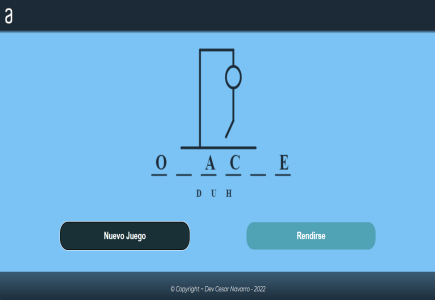 a
O _ A C _ E
D U H
Nuevo Juego Rendirse
© Copyright - Dev Cesar Navarro - 2022